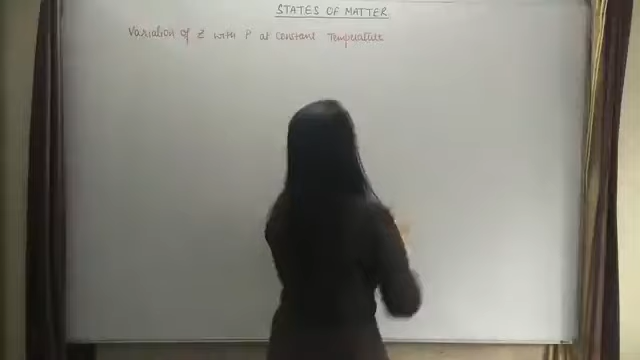 STATES OF MATTER
Variation of Z with P at constant Temperature